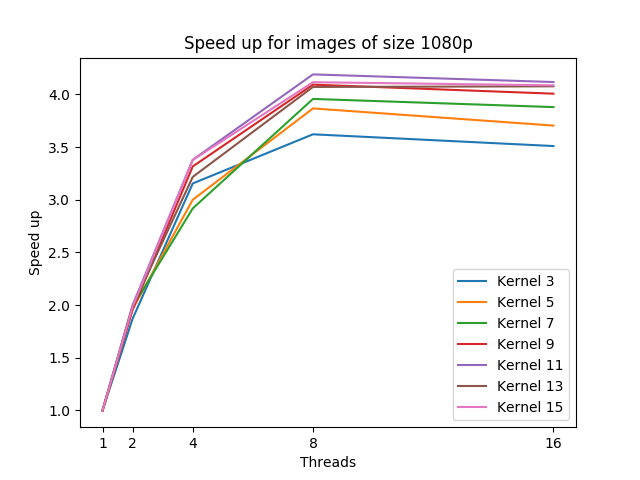 Speed up for images of size 1080p
Speed up
4.0
3.5
3.0
2.5
2.0
1.5
1.0
1 2 4 8 16
Threads
Kernel 3
Kernel 5
Kernel 7
Kernel 9
Kernel 11
Kernel 13
Kernel 15